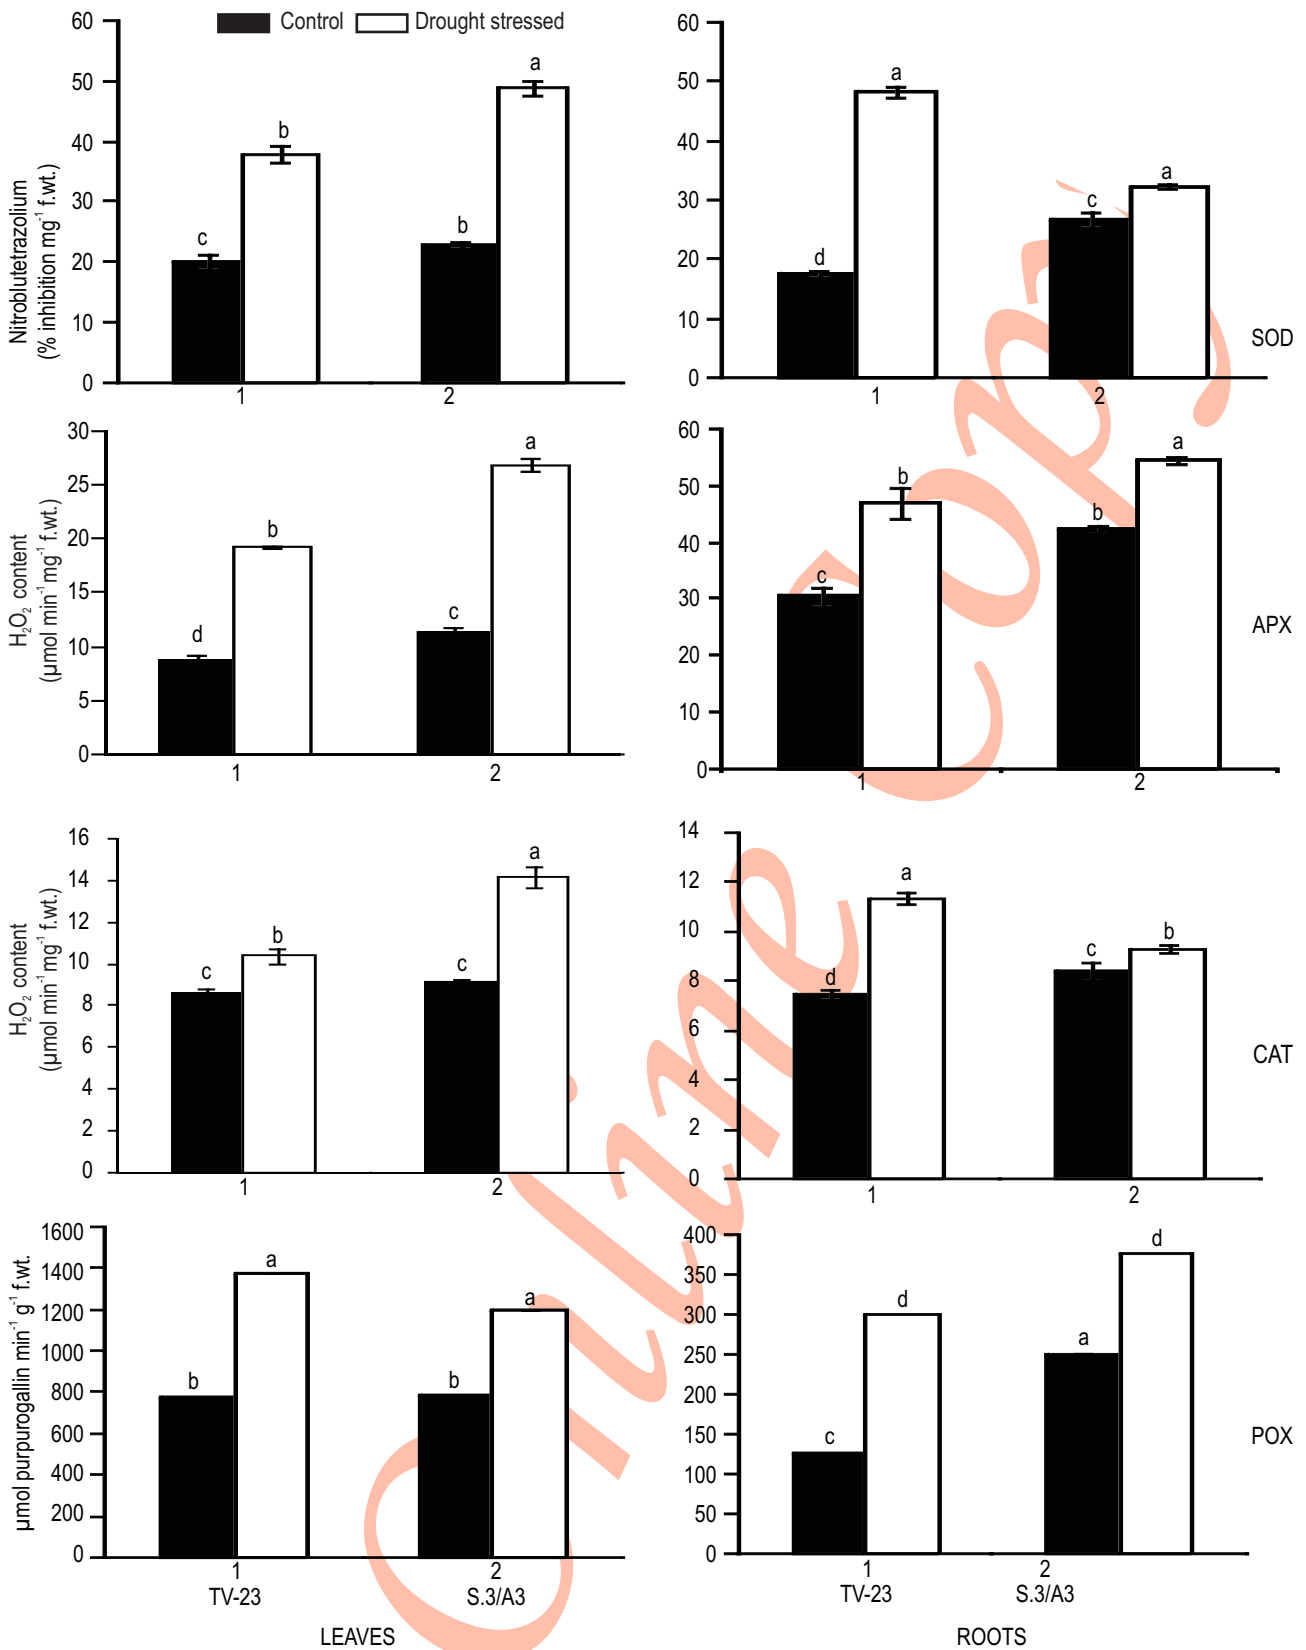 Control Drought stressed
Nitroblutetrazolium
(% inhibition mg⁻¹ f.wt.)
60
50
40
30
20
10
0
c
b
b
a
1 2
60
50
40
30
20
10
0
d
a
c
a
1 2
SOD
H₂O₂ content
(µmol min⁻¹ mg⁻¹ f.wt.)
30
25
20
15
10
5
0
d
b
c
a
1 2
60
50
40
30
20
10
0
c
b
b
a
1 2
APX
H₂O₂ content
(µmol min⁻¹ mg⁻¹ f.wt.)
16
14
12
10
8
6
4
2
0
c
b
c
a
1 2
14
12
10
8
6
4
2
0
d
a
c
b
1 2
CAT
µmol purpurogallin min⁻¹ g⁻¹ f.wt.
1600
1400
1200
1000
800
600
400
200
0
b
a
b
a
1 2
TV-23 S.3/A3
LEAVES
400
350
300
250
200
150
100
50
0
c
d
a
d
1 2
TV-23 S.3/A3
ROOTS
POX
Online Copy